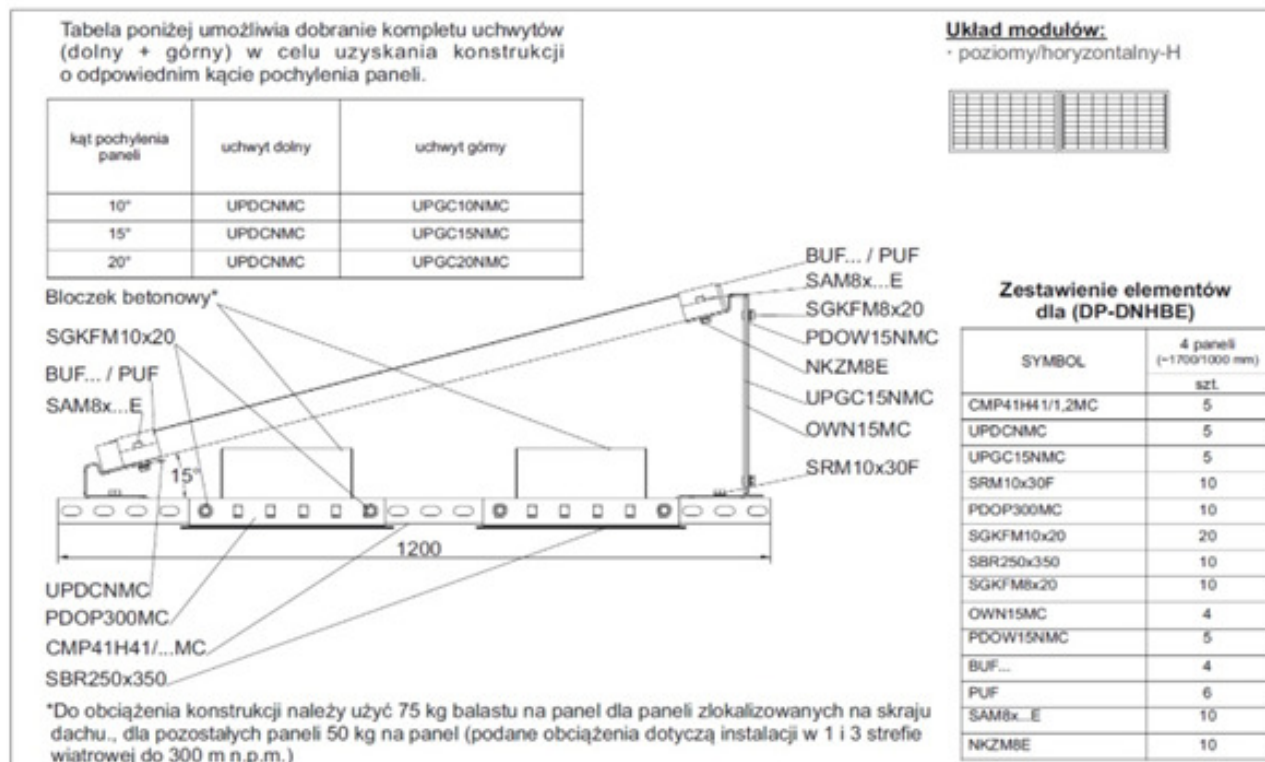 Tabela poniżej umożliwia dobranie kompletu uchwytów
(dolny + górny) w celu uzyskania konstrukcji
o odpowiednim kącie pochylenia paneli.
Układ modułów:
· poziomy/horyzontalny-H
kąt pochylenia
paneli
uchwyt dolny
uchwyt górny
10° UPDCNMC UPGC10NMC
15° UPDCNMC UPGC15NMC
20° UPDCNMC UPGC20NMC
Bloczek betonowy*
SGKFM10x20
BUF... / PUF
SAM8x...E
15°
BUF... / PUF
SAM8x...E
SGKFM8x20
PDOW15NMC
NKZM8E
UPGC15NMC
OWN15MC
SRM10x30F
1200
UPDCNMC
PDOP300MC
CMP41H41/...MC
SBR250x350
*Do obciążenia konstrukcji należy użyć 75 kg balastu na panel dla paneli zlokalizowanych na skraju
dachu., dla pozostałych paneli 50 kg na panel (podane obciążenia dotyczą instalacji w 1 i 3 strefie
wiatrowej do 300 m n.p.m.)
Zestawienie elementów
dla (DP-DNHBE)
SYMBOL
4 paneli
(~1700/1000 mm)
szt.
CMP41H41/1,2MC 5
UPDCNMC 5
UPGC15NMC 5
SRM10x30F 10
PDOP300MC 10
SGKFM10x20 20
SBR250x350 10
SGKFM8x20 10
OWN15MC 4
PDOW15NMC 5
BUF... 4
PUF 6
SAM8x...E 10
NKZM8E 10